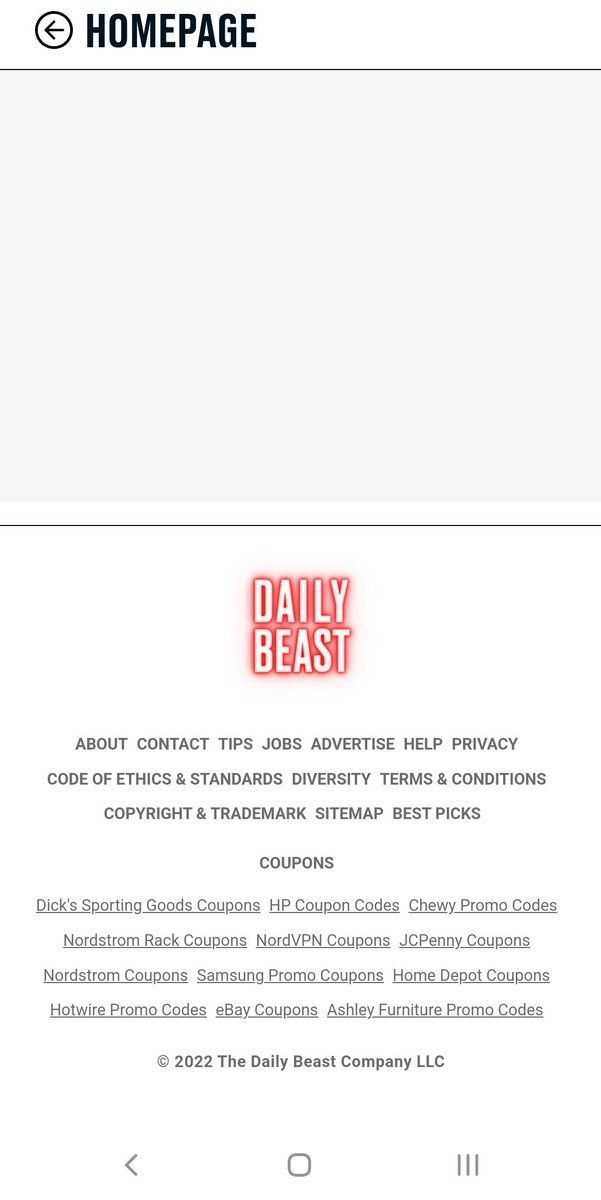 HOMEPAGE
DAILY
BEAST
ABOUT CONTACT TIPS JOBS ADVERTISE HELP PRIVACY
CODE OF ETHICS & STANDARDS DIVERSITY TERMS & CONDITIONS
COPYRIGHT & TRADEMARK SITEMAP BEST PICKS
COUPONS
Dick's Sporting Goods Coupons HP Coupon Codes Chewy Promo Codes
Nordstrom Rack Coupons NordVPN Coupons JCPenny Coupons
Nordstrom Coupons Samsung Promo Coupons Home Depot Coupons
Hotwire Promo Codes eBay Coupons Ashley Furniture Promo Codes
© 2022 The Daily Beast Company LLC